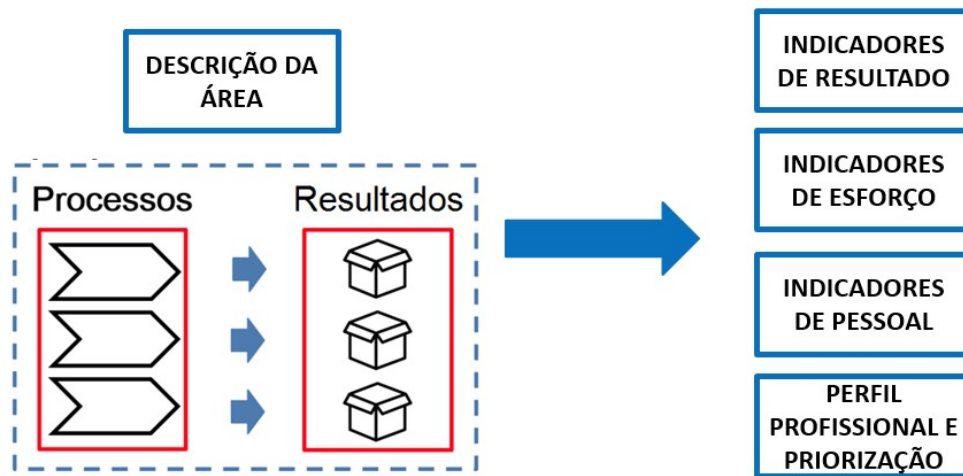 DESCRIÇÃO DA
ÁREA
Processos
Resultados
INDICADORES
DE RESULTADO
INDICADORES
DE ESFORÇO
INDICADORES
DE PESSOAL
PERFIL
PROFISSIONAL E
PRIORIZAÇÃO